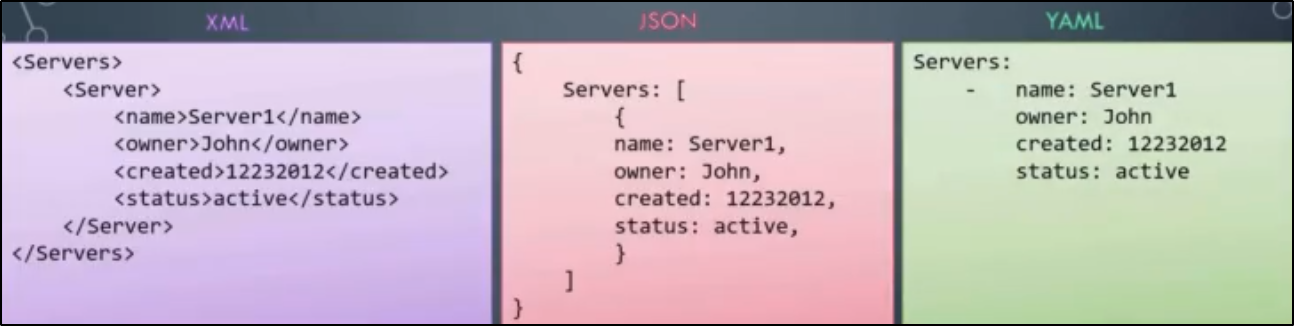 XML
<Servers>
    <Server>
        <name>Server1</name>
        <owner>John</owner>
        <created>12232012</created>
        <status>active</status>
    </Server>
</Servers>
JSON
{
    Servers: [
        {
        name: Server1,
        owner: John,
        created: 12232012,
        status: active,
        }
    ]
}
YAML
Servers:
    -   name: Server1
        owner: John
        created: 12232012
        status: active